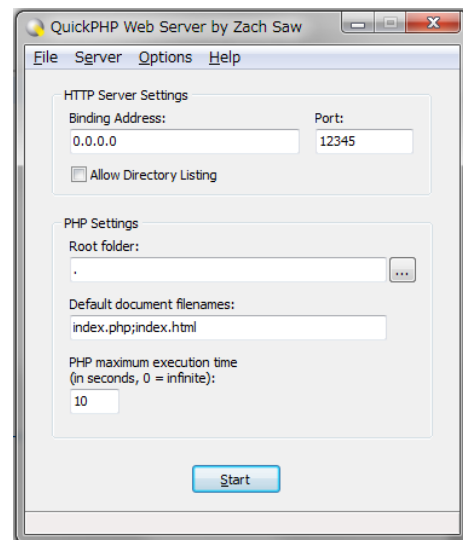 QuickPHP Web Server by Zach Saw
File Server Options Help
HTTP Server Settings
Binding Address: Port:
0.0.0.0 12345
Allow Directory Listing
PHP Settings
Root folder:
. ...
Default document filenames:
index.php;index.html
PHP maximum execution time
(in seconds, 0 = infinite):
10
Start